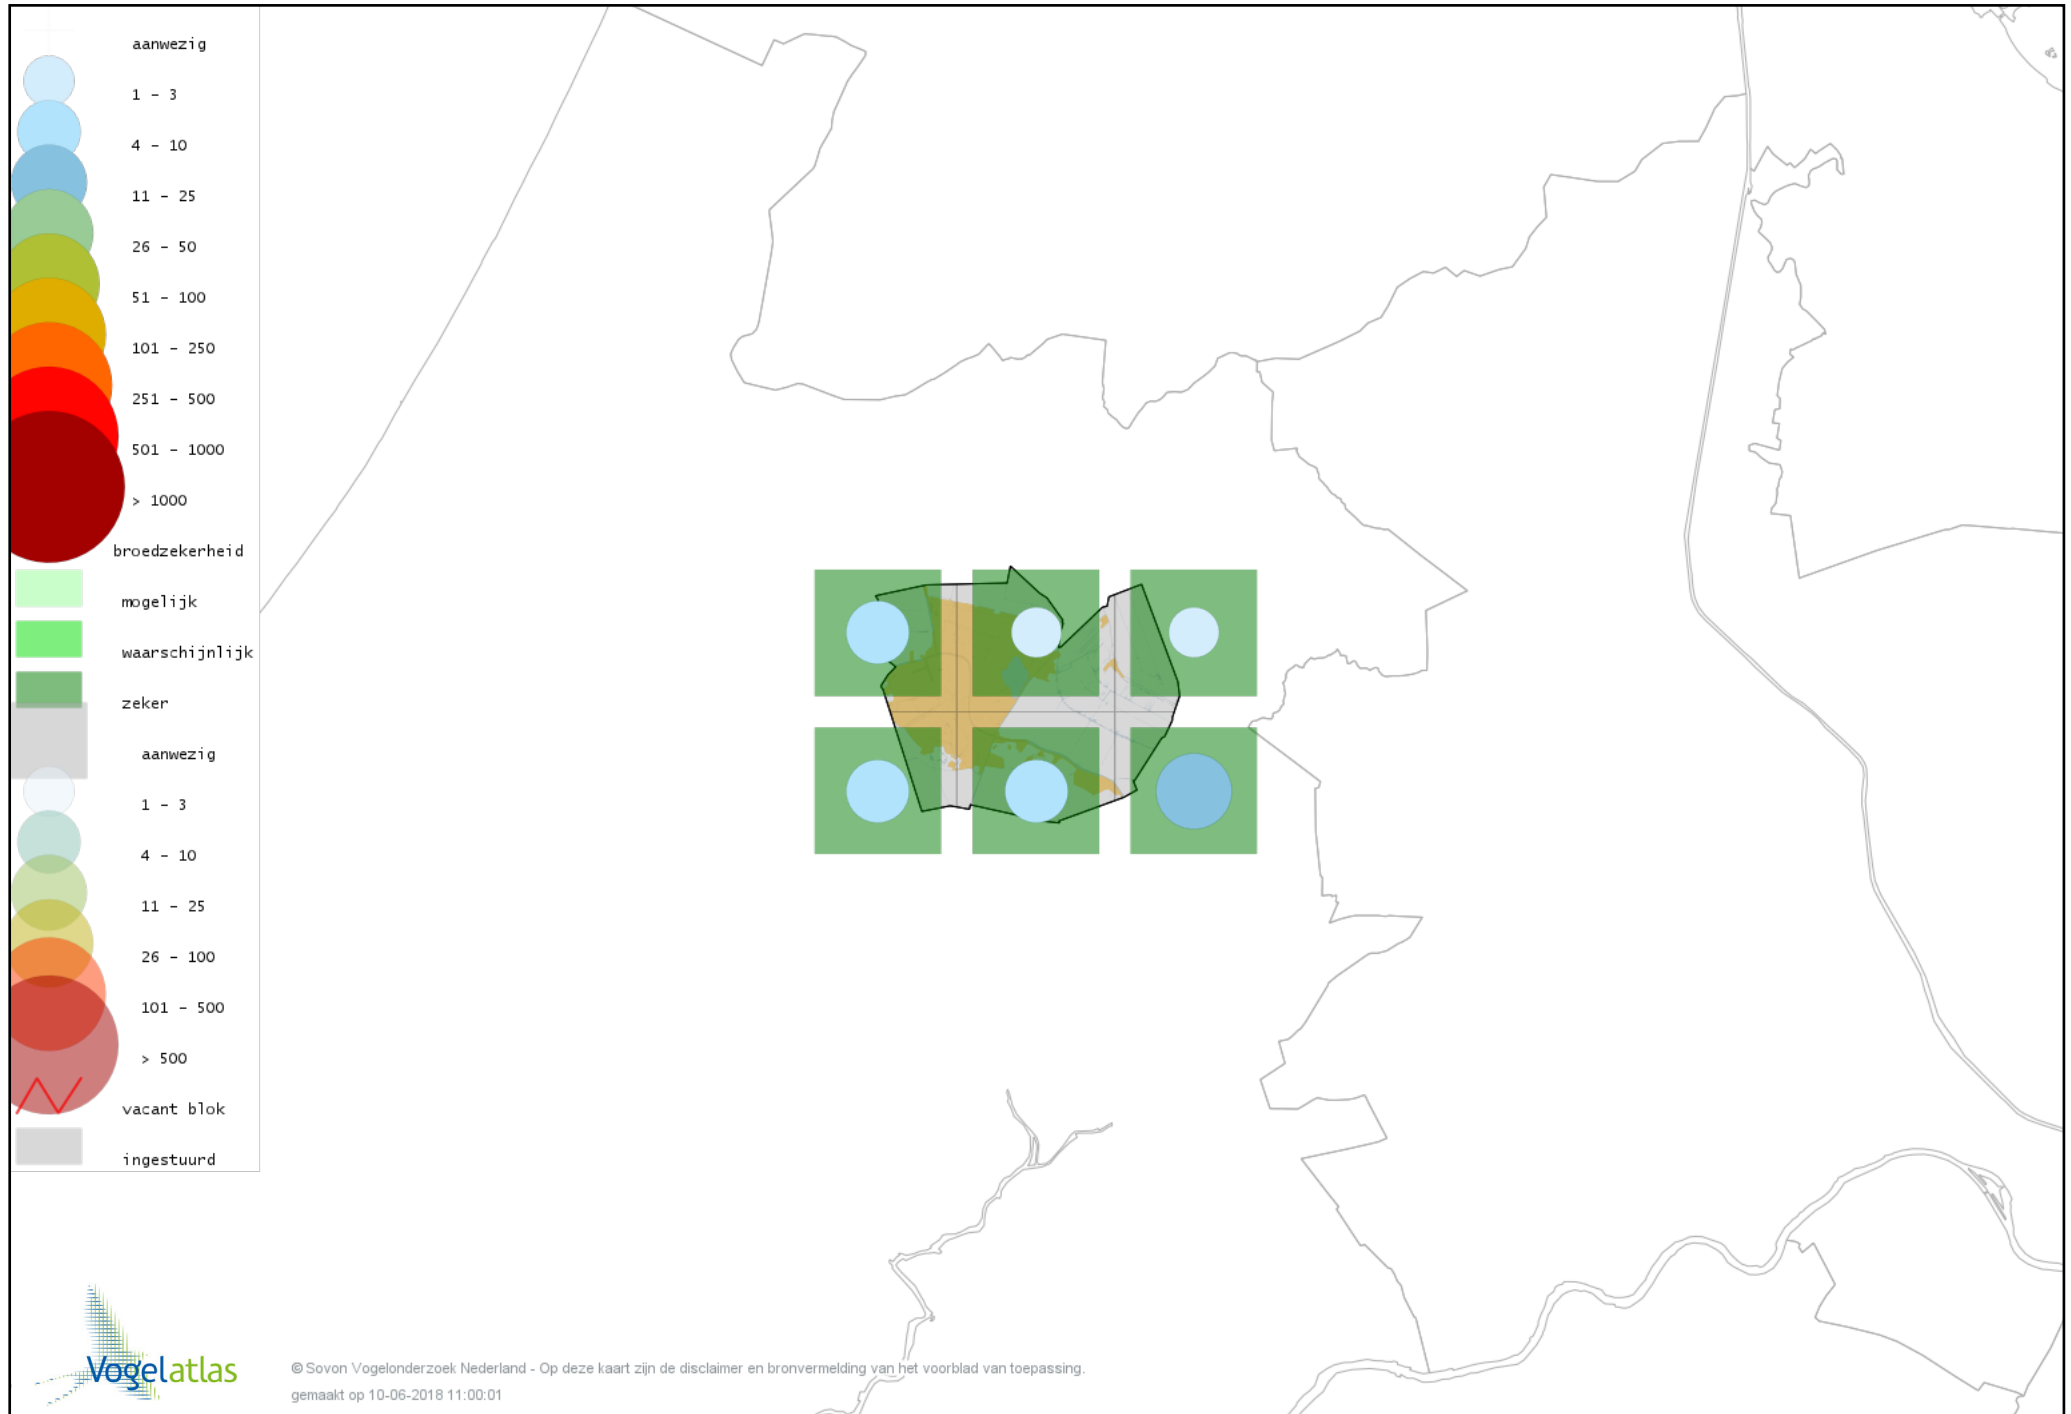 aanwezig
1 - 3
4 - 10
11 - 25
26 - 50
51 - 100
101 - 250
251 - 500
501 - 1000
> 1000
broedzekerheid
mogelijk
waarschijnlijk
zeker
aanwezig
1 - 3
4 - 10
11 - 25
26 - 100
101 - 500
> 500
vacant blok
ingestuurd
Vogelatlas
© Sovon Vogelonderzoek Nederland - Op deze kaart zijn de disclaimer en bronvermelding van het voorblad van toepassing.
gemaakt op 10-06-2018 11:00:01